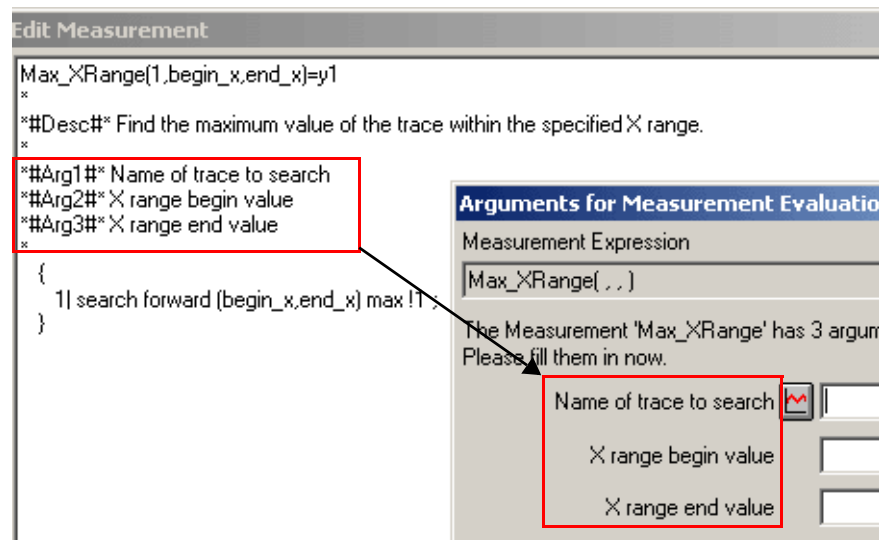 Edit Measurement
Max_XRange(1,begin_x,end_x)=y1
*
*#Desc#* Find the maximum value of the trace within the specified X range.
*
*#Arg1#* Name of trace to search
*#Arg2#* X range begin value
*#Arg3#* X range end value
*
{
1| search forward (begin_x,end_x) max !1 ;
}
Arguments for Measurement Evaluatio
Measurement Expression
Max_XRange( , , )
The Measurement 'Max_XRange' has 3 argum
Please fill them in now.
Name of trace to search
X range begin value
X range end value